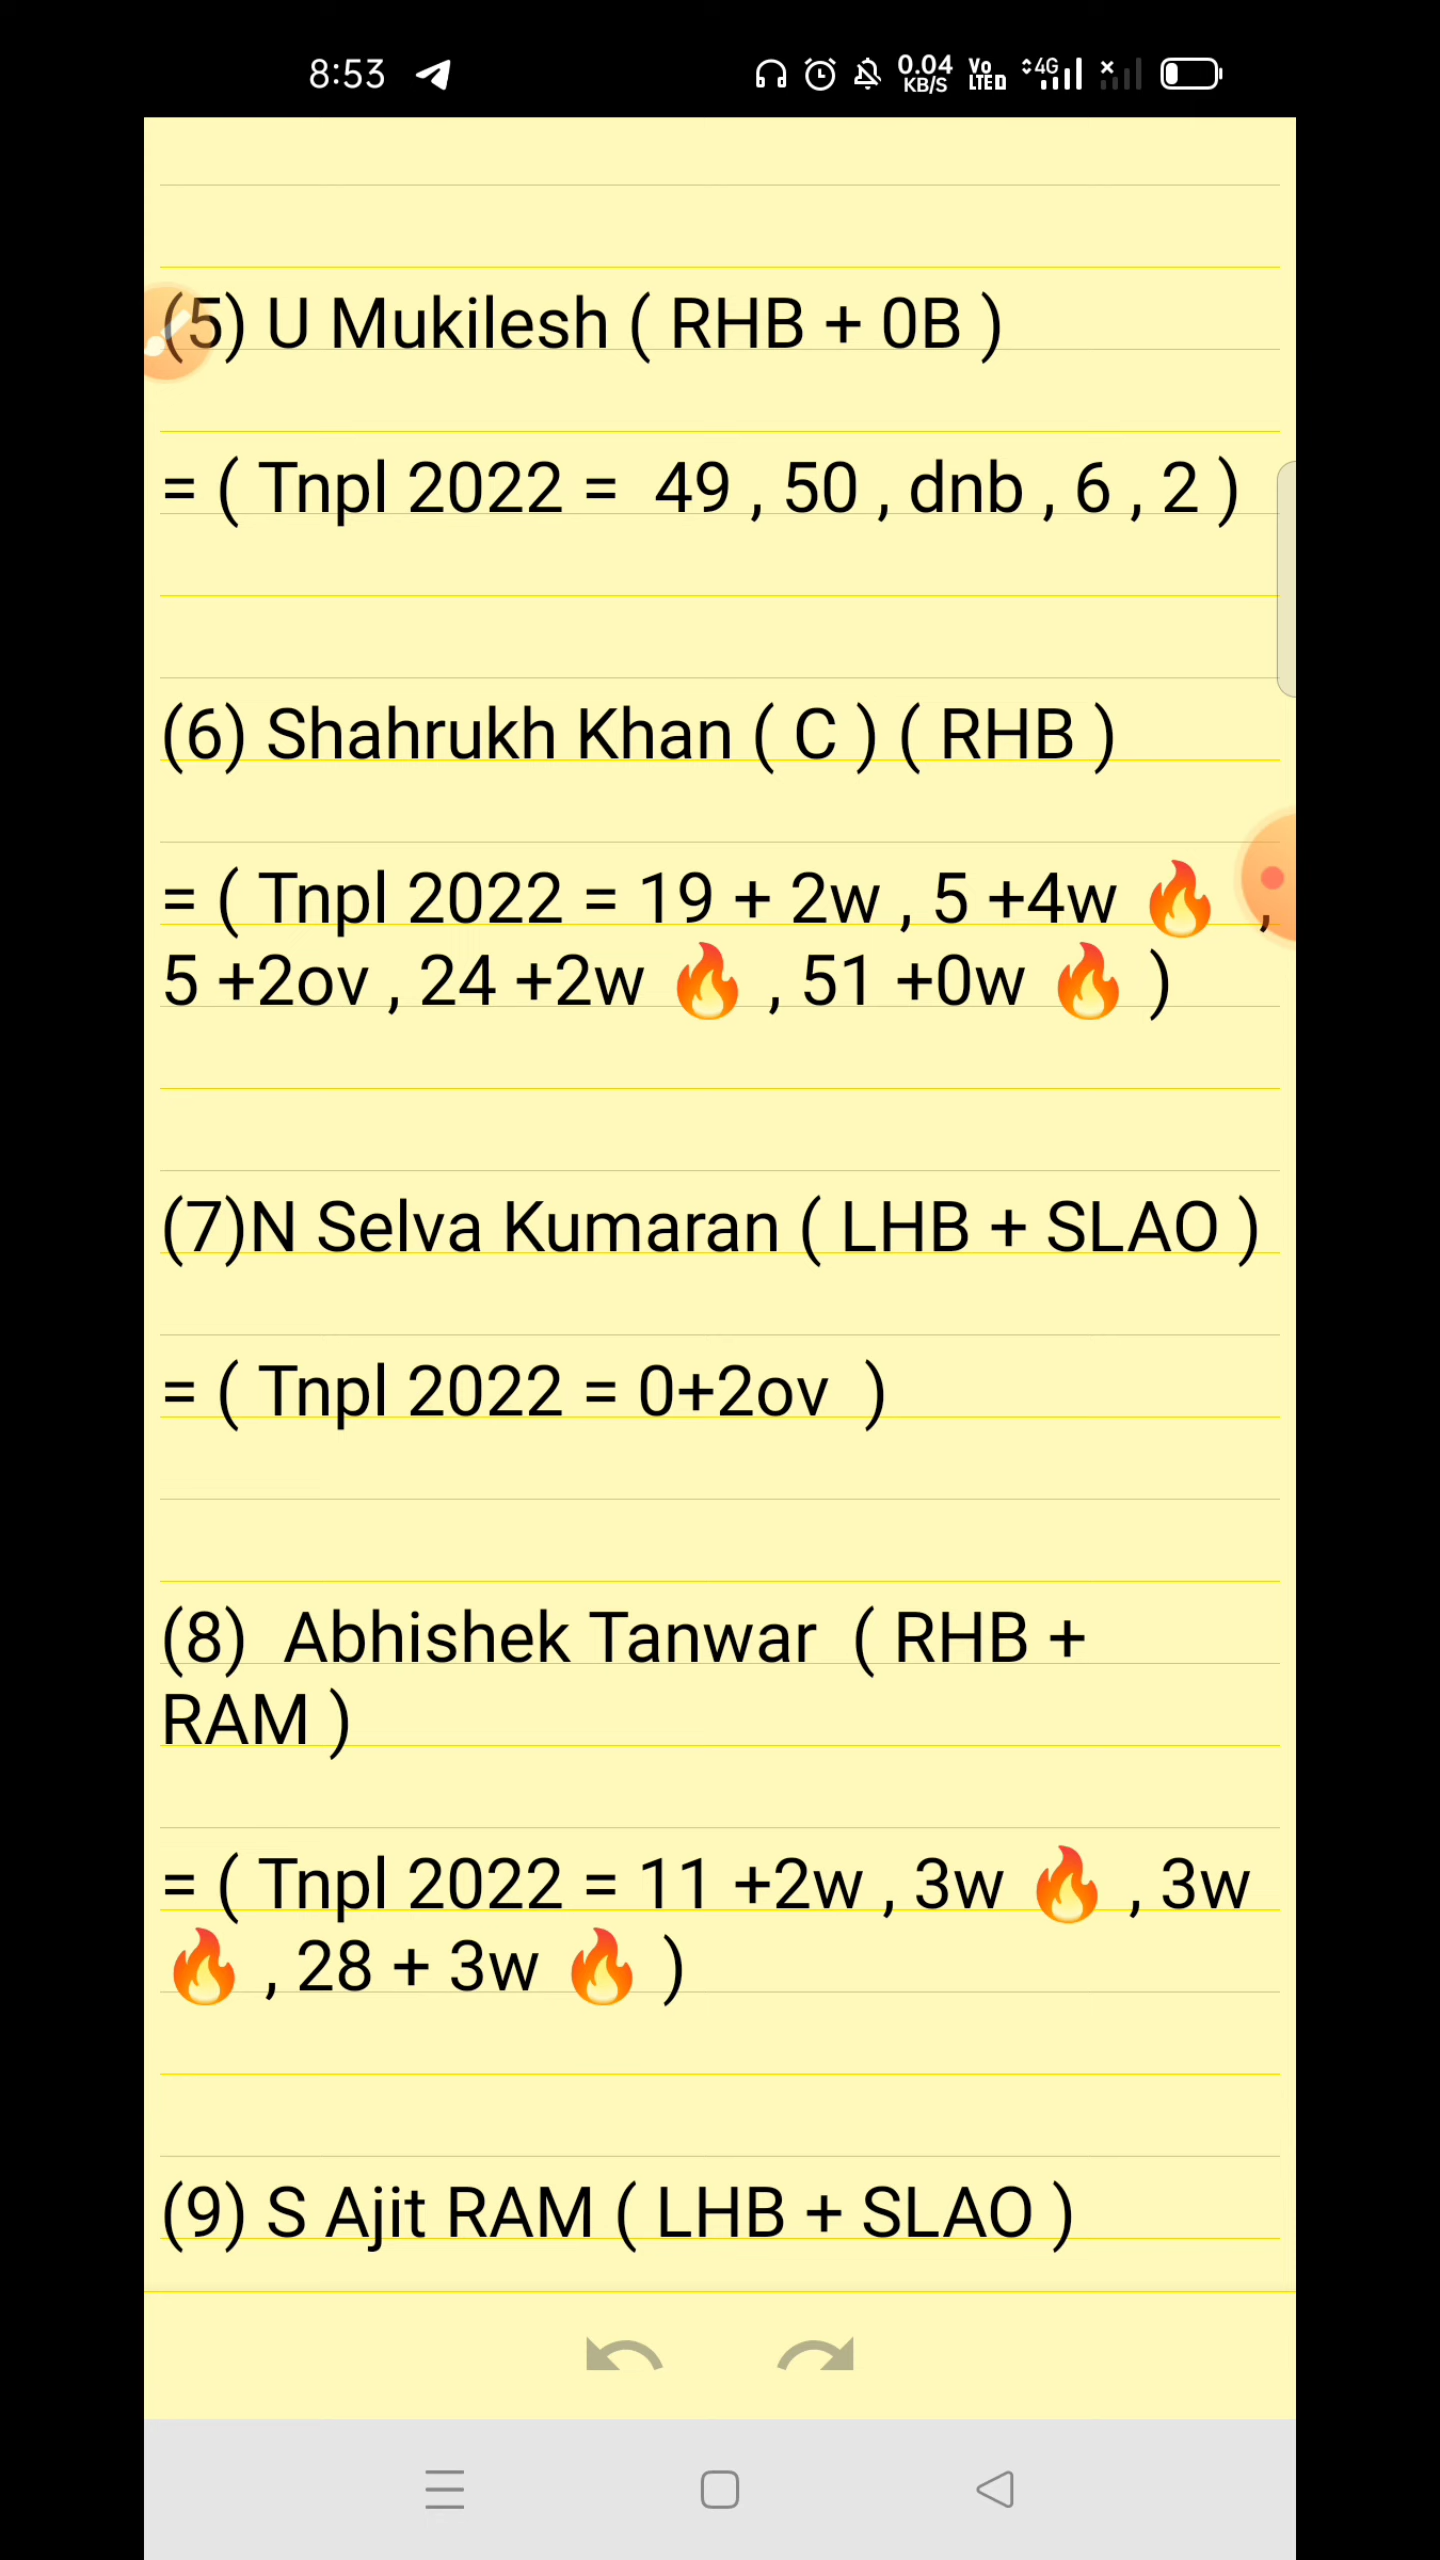 8:53
0.04 KB/S Vo LTE D 4G
(5) U Mukilesh ( RHB + 0B )
= ( Tnpl 2022 =  49 , 50 , dnb , 6 , 2 )
(6) Shahrukh Khan ( C ) ( RHB )
= ( Tnpl 2022 = 19 + 2w , 5 +4w 🔥 ,
5 +2ov , 24 +2w 🔥 , 51 +0w 🔥 )
(7)N Selva Kumaran ( LHB + SLAO )
= ( Tnpl 2022 = 0+2ov  )
(8)  Abhishek Tanwar  ( RHB +
RAM )
= ( Tnpl 2022 = 11 +2w , 3w 🔥 , 3w
🔥 , 28 + 3w 🔥 )
(9) S Ajit RAM ( LHB + SLAO )